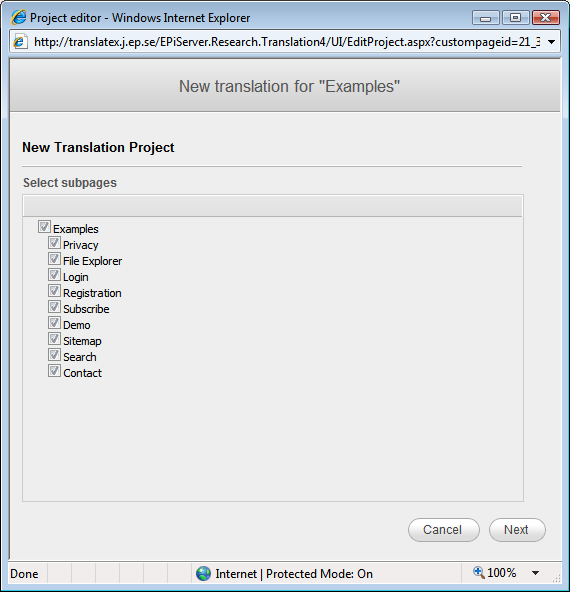 Project editor - Windows Internet Explorer
http://translatex.j.ep.se/EPiServer.Research.Translation4/UI/EditProject.aspx?custompageid=21_3
New translation for "Examples"
New Translation Project
Select subpages
Examples
Privacy
File Explorer
Login
Registration
Subscribe
Demo
Sitemap
Search
Contact
Cancel Next
Done Internet | Protected Mode: On 100%